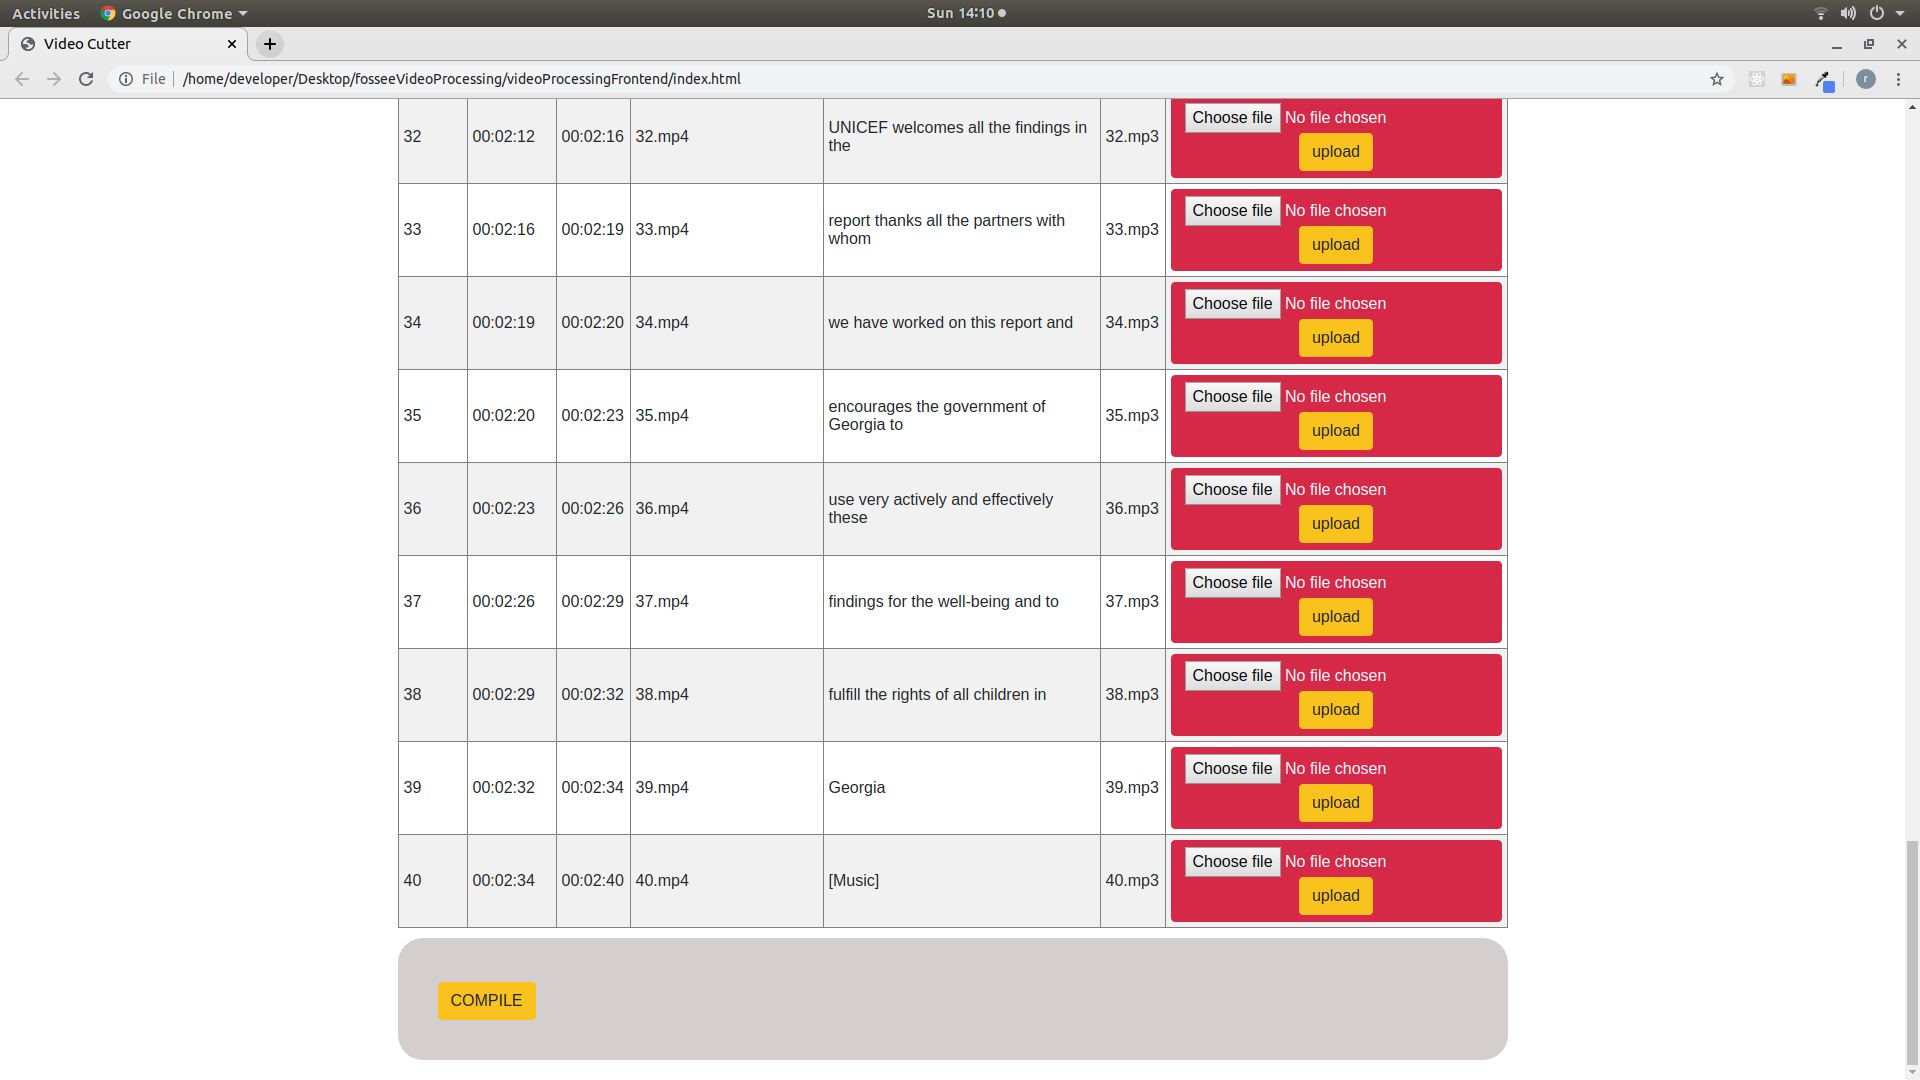 Activities Google Chrome Sun 14:10
Video Cutter
File /home/developer/Desktop/fosseeVideoProcessing/videoProcessingFrontend/index.html r
32 00:02:12 00:02:16 32.mp4 UNICEF welcomes all the findings in the 32.mp3 Choose file No file chosen upload
33 00:02:16 00:02:19 33.mp4 report thanks all the partners with whom 33.mp3 Choose file No file chosen upload
34 00:02:19 00:02:20 34.mp4 we have worked on this report and 34.mp3 Choose file No file chosen upload
35 00:02:20 00:02:23 35.mp4 encourages the government of Georgia to 35.mp3 Choose file No file chosen upload
36 00:02:23 00:02:26 36.mp4 use very actively and effectively these 36.mp3 Choose file No file chosen upload
37 00:02:26 00:02:29 37.mp4 findings for the well-being and to 37.mp3 Choose file No file chosen upload
38 00:02:29 00:02:32 38.mp4 fulfill the rights of all children in 38.mp3 Choose file No file chosen upload
39 00:02:32 00:02:34 39.mp4 Georgia 39.mp3 Choose file No file chosen upload
40 00:02:34 00:02:40 40.mp4 [Music] 40.mp3 Choose file No file chosen upload
COMPILE